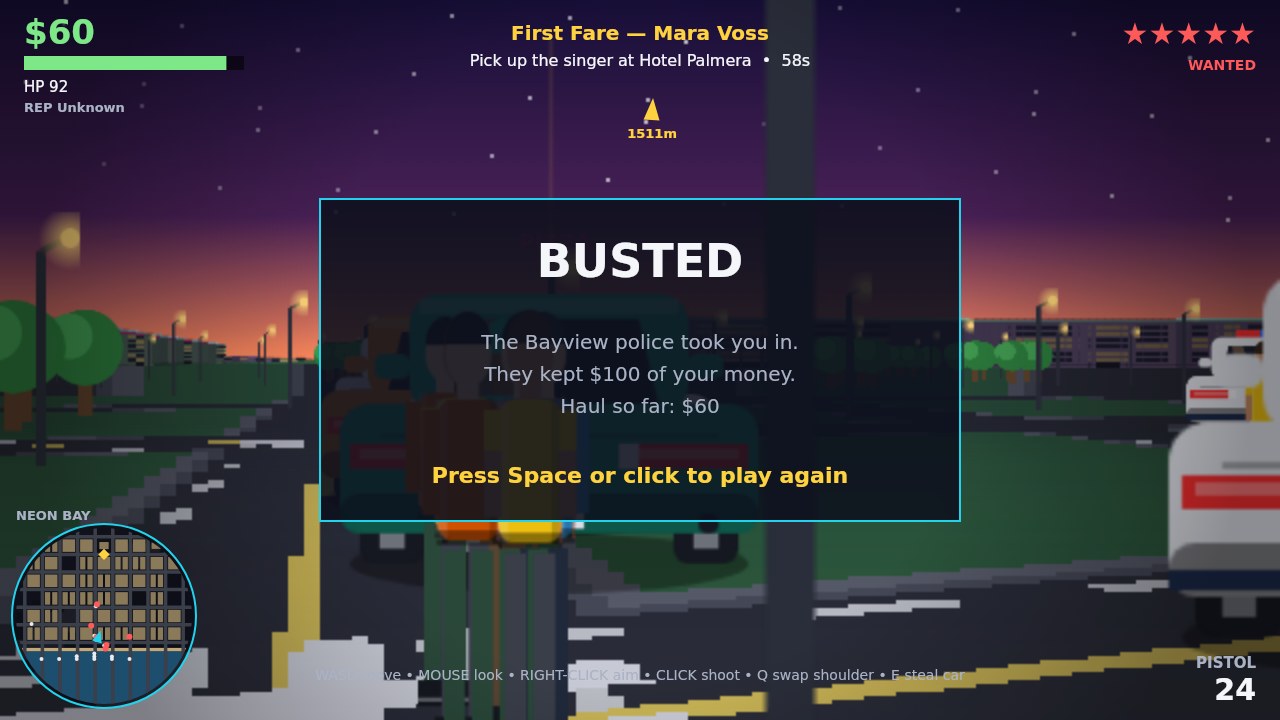 $60
HP 92
REP Unknown
First Fare — Mara Voss
Pick up the singer at Hotel Palmera • 58s
1511m
★★★★★
WANTED
BUSTED
The Bayview police took you in.
They kept $100 of your money.
Haul so far: $60
Press Space or click to play again
NEON BAY
WASD move • MOUSE look • RIGHT-CLICK aim • CLICK shoot • Q swap shoulder • E steal car
PISTOL
24